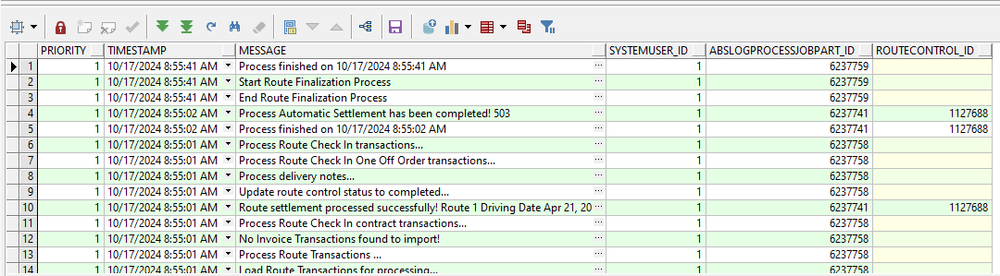 PRIORITY TIMESTAMP MESSAGE SYSTEMUSER_ID ABSLOGPROCESSJOBPART_ID ROUTECONTROL_ID
1 1 10/17/2024 8:55:41 AM Process finished on 10/17/2024 8:55:41 AM ... 1 6237759
2 1 10/17/2024 8:55:41 AM Start Route Finalization Process ... 1 6237759
3 1 10/17/2024 8:55:41 AM End Route Finalization Process ... 1 6237759
4 1 10/17/2024 8:55:02 AM Process Automatic Settlement has been completed! 503 ... 1 6237741 1127688
5 1 10/17/2024 8:55:02 AM Process finished on 10/17/2024 8:55:02 AM ... 1 6237741 1127688
6 1 10/17/2024 8:55:01 AM Process Route Check In transactions... ... 1 6237758
7 1 10/17/2024 8:55:01 AM Process Route Check In One Off Order transactions... ... 1 6237758
8 1 10/17/2024 8:55:01 AM Process delivery notes... ... 1 6237758
9 1 10/17/2024 8:55:01 AM Update route control status to completed... ... 1 6237758
10 1 10/17/2024 8:55:01 AM Route settlement processed successfully! Route 1 Driving Date Apr 21, 20 ... 1 6237741 1127688
11 1 10/17/2024 8:55:01 AM Process Route Check In contract transactions... ... 1 6237758
12 1 10/17/2024 8:55:01 AM No Invoice Transactions found to import! ... 1 6237758
13 1 10/17/2024 8:55:01 AM Process Route Transactions ... ... 1 6237758
14 1 10/17/2024 8:55:01 AM Load Route Transactions for processing... ... 1 6237758